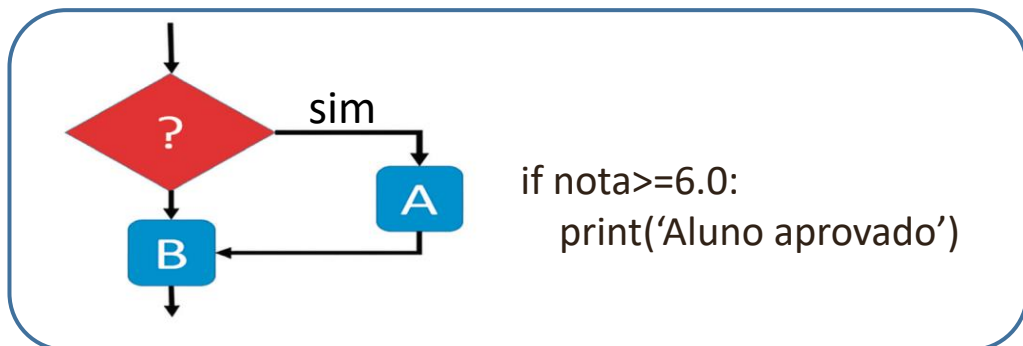 ?
sim
A
B
if nota>=6.0:
print(‘Aluno aprovado’)